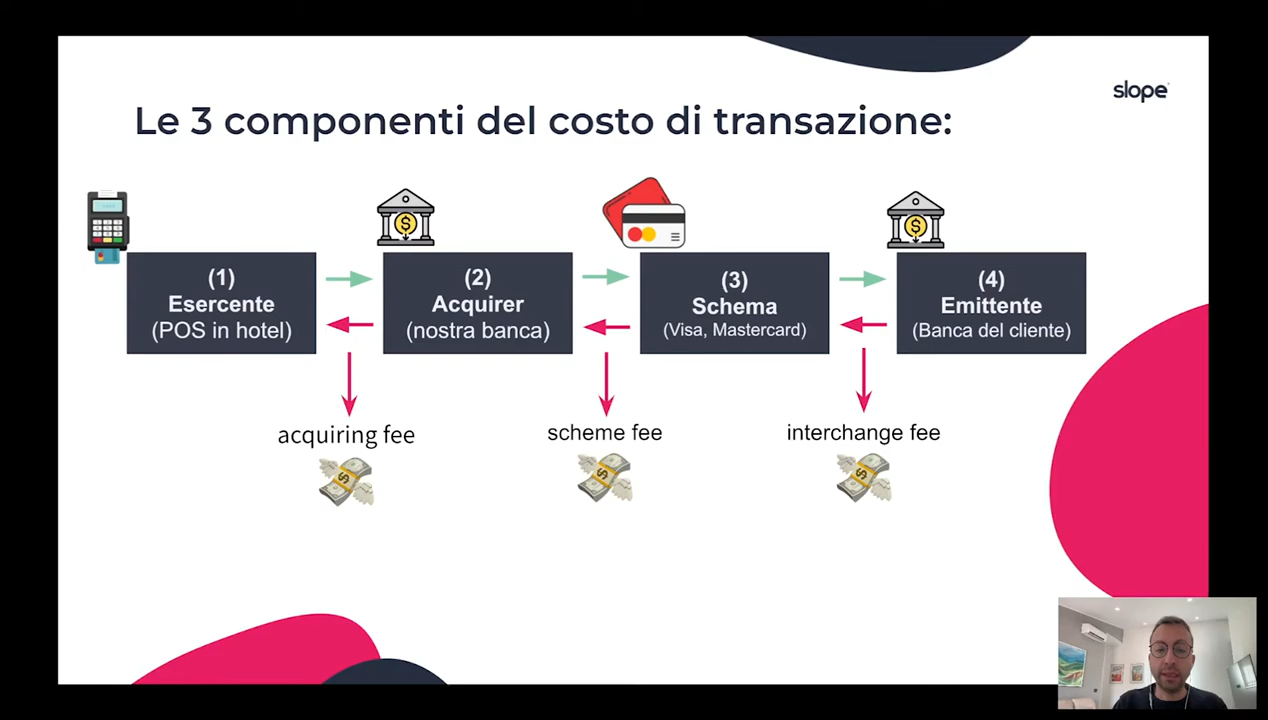 slope
Le 3 componenti del costo di transazione:
(1)
Esercente
(POS in hotel)
(2)
Acquirer
(nostra banca)
(3)
Schema
(Visa, Mastercard)
(4)
Emittente
(Banca del cliente)
acquiring fee
scheme fee
interchange fee